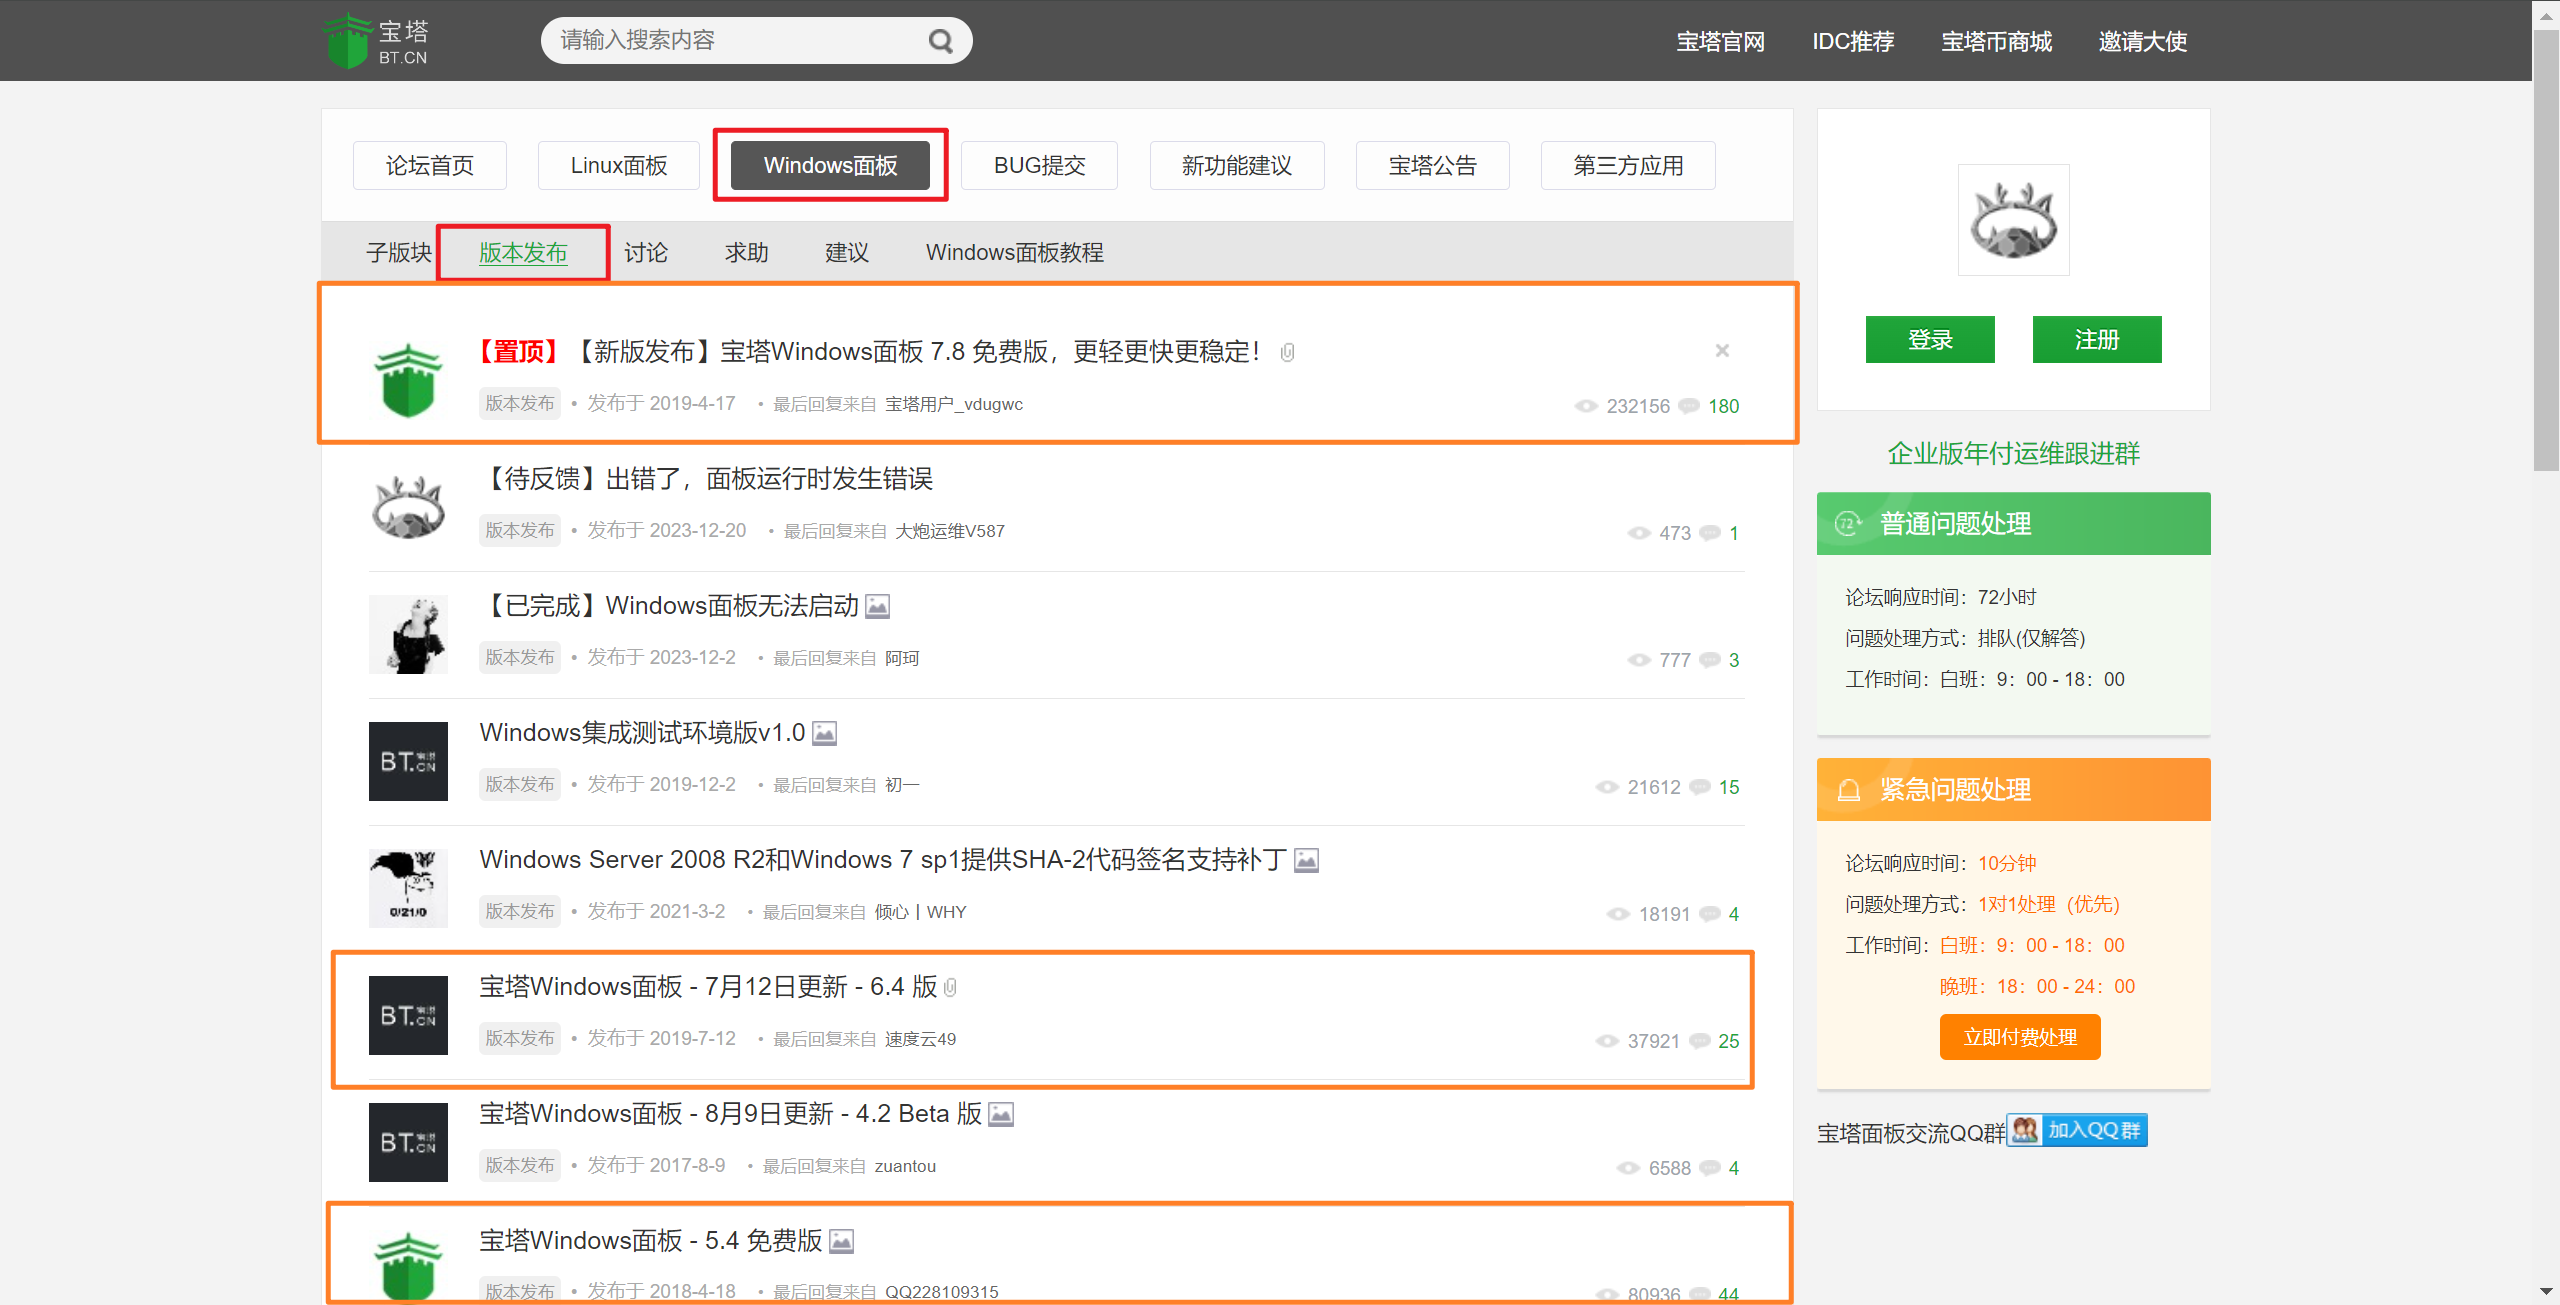 宝塔
BT.CN
请输入搜索内容
宝塔官网 IDC推荐 宝塔币商城 邀请大使
论坛首页 Linux面板 Windows面板 BUG提交 新功能建议 宝塔公告 第三方应用
子版块 版本发布 讨论 求助 建议 Windows面板教程
【置顶】【新版发布】宝塔Windows面板 7.8 免费版，更轻更快更稳定！
版本发布 • 发布于 2019-4-17 • 最后回复来自 宝塔用户_vdugwc 232156 180
【待反馈】出错了，面板运行时发生错误
版本发布 • 发布于 2023-12-20 • 最后回复来自 大炮运维V587 473 1
【已完成】Windows面板无法启动
版本发布 • 发布于 2023-12-2 • 最后回复来自 阿珂 777 3
BT.CN 宝塔
Windows集成测试环境版v1.0
版本发布 • 发布于 2019-12-2 • 最后回复来自 初一 21612 15
0/21/0
Windows Server 2008 R2和Windows 7 sp1提供SHA-2代码签名支持补丁
版本发布 • 发布于 2021-3-2 • 最后回复来自 倾心丨WHY 18191 4
BT.CN 宝塔
宝塔Windows面板 - 7月12日更新 - 6.4 版
版本发布 • 发布于 2019-7-12 • 最后回复来自 速度云49 37921 25
BT.CN 宝塔
宝塔Windows面板 - 8月9日更新 - 4.2 Beta 版
版本发布 • 发布于 2017-8-9 • 最后回复来自 zuantou 6588 4
宝塔Windows面板 - 5.4 免费版
版本发布 • 发布于 2018-4-18 • 最后回复来自 QQ228109315 80936 44
登录 注册
企业版年付运维跟进群
72 普通问题处理
论坛响应时间：72小时
问题处理方式：排队(仅解答)
工作时间：白班：9：00 - 18：00
紧急问题处理
论坛响应时间：10分钟
问题处理方式：1对1处理（优先）
工作时间：白班：9：00 - 18：00
晚班：18：00 - 24：00
立即付费处理
宝塔面板交流QQ群 加入QQ群